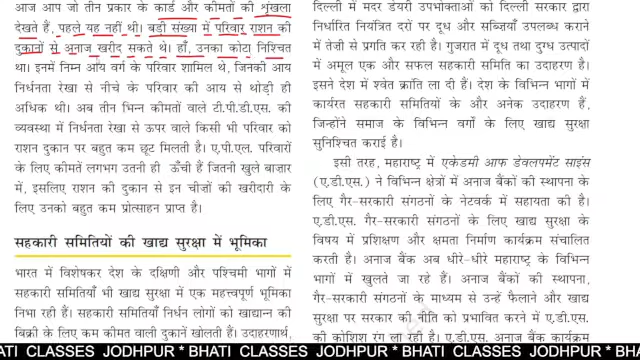 आज आप जो तीन प्रकार के कार्ड और कीमतों की शृंखला
देखते हैं, पहले यह नहीं थी। बड़ी संख्या में परिवार राशन की
दुकानों से अनाज खरीद सकते थे। हाँ, उनका कोटा निश्चित
था। इनमें निम्न आय वर्ग के परिवार शामिल थे, जिनकी आय
निर्धनता रेखा से नीचे के परिवार की आय से थोड़ी ही
अधिक थी। अब तीन भिन्न कीमतों वाले टी.पी.डी.एस. की
व्यवस्था में निर्धनता रेखा से ऊपर वाले किसी भी परिवार को
राशन दुकान पर बहुत कम छूट मिलती है। ए.पी.एल. परिवारों
के लिए कीमतें लगभग उतनी ही ऊँची हैं जितनी खुले बाज़ार
में, इसलिए राशन की दुकान से इन चीजों की खरीदारी के
लिए उनको बहुत कम प्रोत्साहन प्राप्त है।
सहकारी समितियों की खाद्य सुरक्षा में भूमिका
भारत में विशेषकर देश के दक्षिणी और पश्चिमी भागों में
सहकारी समितियाँ भी खाद्य सुरक्षा में एक महत्त्वपूर्ण भूमिका
निभा रही हैं। सहकारी समितियाँ निर्धन लोगों को खाद्यान्न की
बिक्री के लिए कम कीमत वाली दुकानें खोलती हैं। उदाहरणार्थ,
दिल्ली में मदर डेयरी उपभोक्ताओं को दिल्ली सरकार द्वारा
निर्धारित नियंत्रित दरों पर दूध और सब्ज़ियाँ उपलब्ध कराने
में तेजी से प्रगति कर रही है। गुजरात में दूध तथा दुग्ध उत्पादों
में अमूल एक और सफल सहकारी समिति का उदाहरण है।
इसने देश में श्वेत क्रांति ला दी है। देश के विभिन्न भागों में
कार्यरत सहकारी समितियों के और अनेक उदाहरण हैं,
जिन्होंने समाज के विभिन्न वर्गों के लिए खाद्य सुरक्षा
सुनिश्चित कराई है।
इसी तरह, महाराष्ट्र में एकेडमी आफ डेवलपमेंट साइंस
(ए.डी.एस.) ने विभिन्न क्षेत्रों में अनाज बैंकों की स्थापना के
लिए गैर-सरकारी संगठनों के नेटवर्क में सहायता की है।
ए.डी.एस. गैर-सरकारी संगठनों के लिए खाद्य सुरक्षा के
विषय में प्रशिक्षण और क्षमता निर्माण कार्यक्रम संचालित
करती है। अनाज बैंक अब धीरे-धीरे महाराष्ट्र के विभिन्न
भागों में खुलते जा रहे हैं। अनाज बैंकों की स्थापना,
गैर-सरकारी संगठनों के माध्यम से उन्हें फैलाने और खाद्य
सुरक्षा पर सरकार की नीति को प्रभावित करने में ए.डी.एस.
की कोशिश रंग ला रही है। ए.डी.एस. अनाज बैंक कार्यक्रम
BHATI CLASSES JODHPUR * BHATI CLASSES JODHPUR * BHATI CLASSES JODHPUR